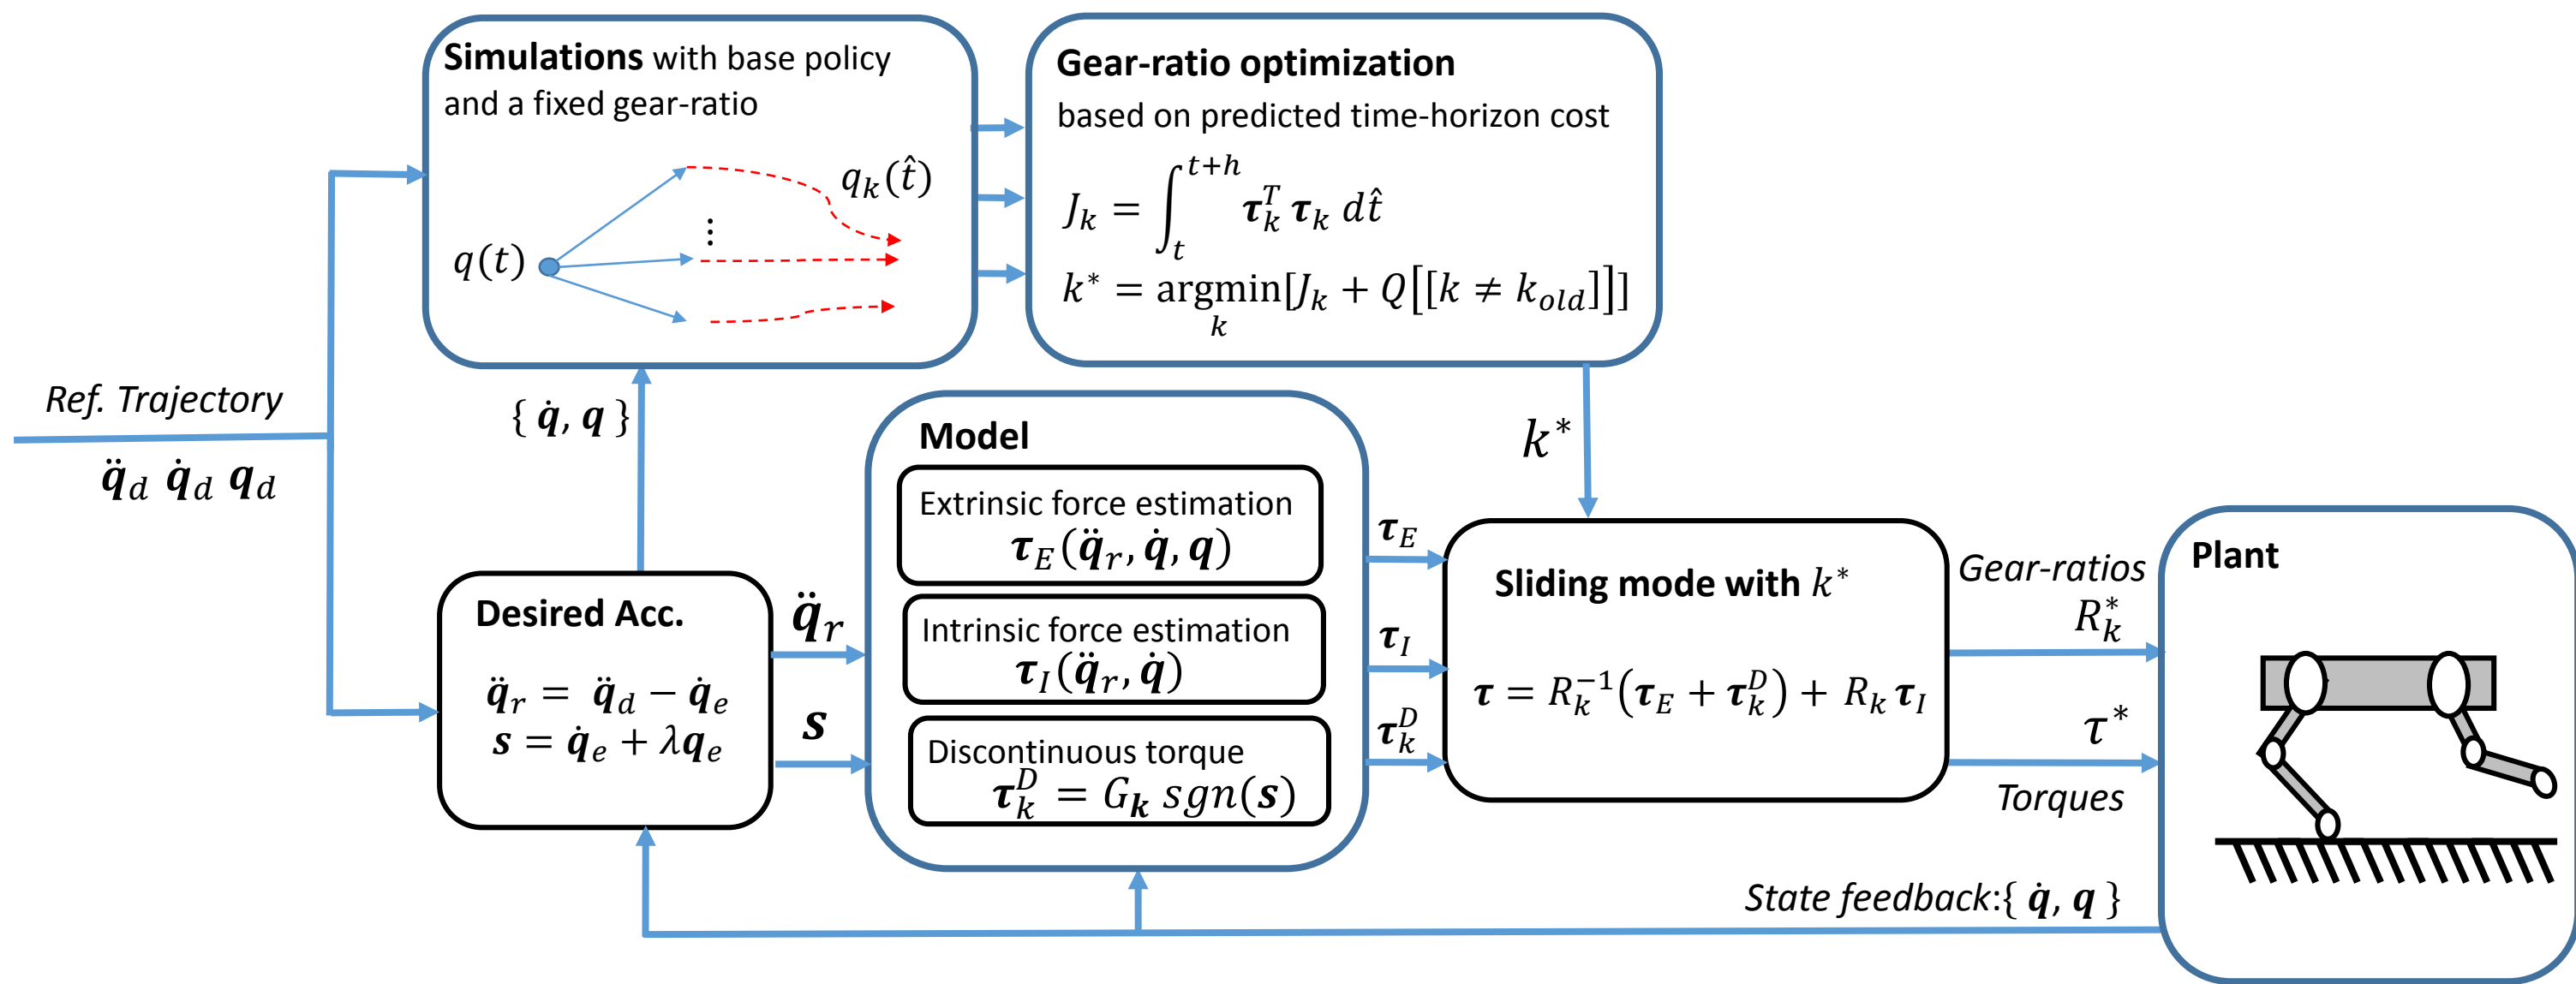 Simulations with base policy
and a fixed gear-ratio
q(t)
⋮
q_k(t̂)
Gear-ratio optimization
based on predicted time-horizon cost
J_k = ∫_t^{t+h} τ_k^T τ_k dt̂
k* = argmin_k[J_k + Q[[k ≠ k_old]]]
Ref. Trajectory
q̈_d q̇_d q_d
{ q̇, q }
k*
Desired Acc.
q̈_r = q̈_d − q̇_e
s = q̇_e + λq_e
q̈_r
s
Model
Extrinsic force estimation
τ_E(q̈_r, q̇, q)
Intrinsic force estimation
τ_I(q̈_r, q̇)
Discontinuous torque
τ_k^D = G_k sgn(s)
τ_E
τ_I
τ_k^D
Sliding mode with k*
τ = R_k^{-1}(τ_E + τ_k^D) + R_k τ_I
Gear-ratios
R_k^*
τ*
Torques
Plant
State feedback:{ q̇, q }